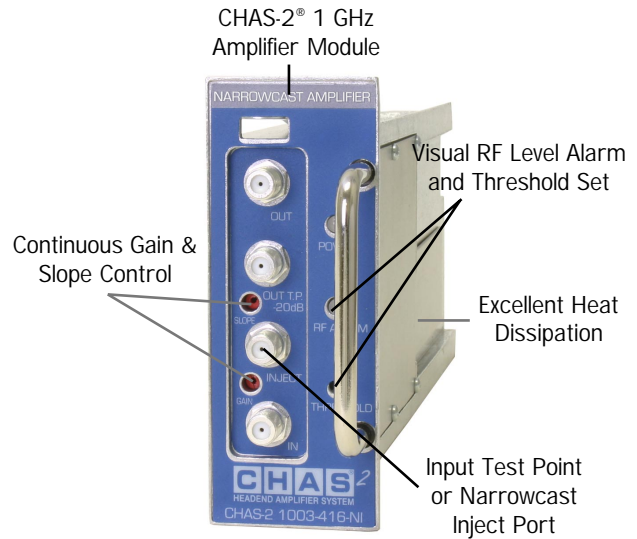 CHAS-2® 1 GHz
Amplifier Module
NARROWCAST AMPLIFIER
Visual RF Level Alarm
and Threshold Set
OUT
Continuous Gain &
Slope Control
OUT T.P.
-20dB
SLOPE
RF
Excellent Heat
Dissipation
INJECT
GAIN
IN
Input Test Point
or Narrowcast
Inject Port
CHAS2
HEADEND AMPLIFIER SYSTEM
CHAS-2 1003-416-NI